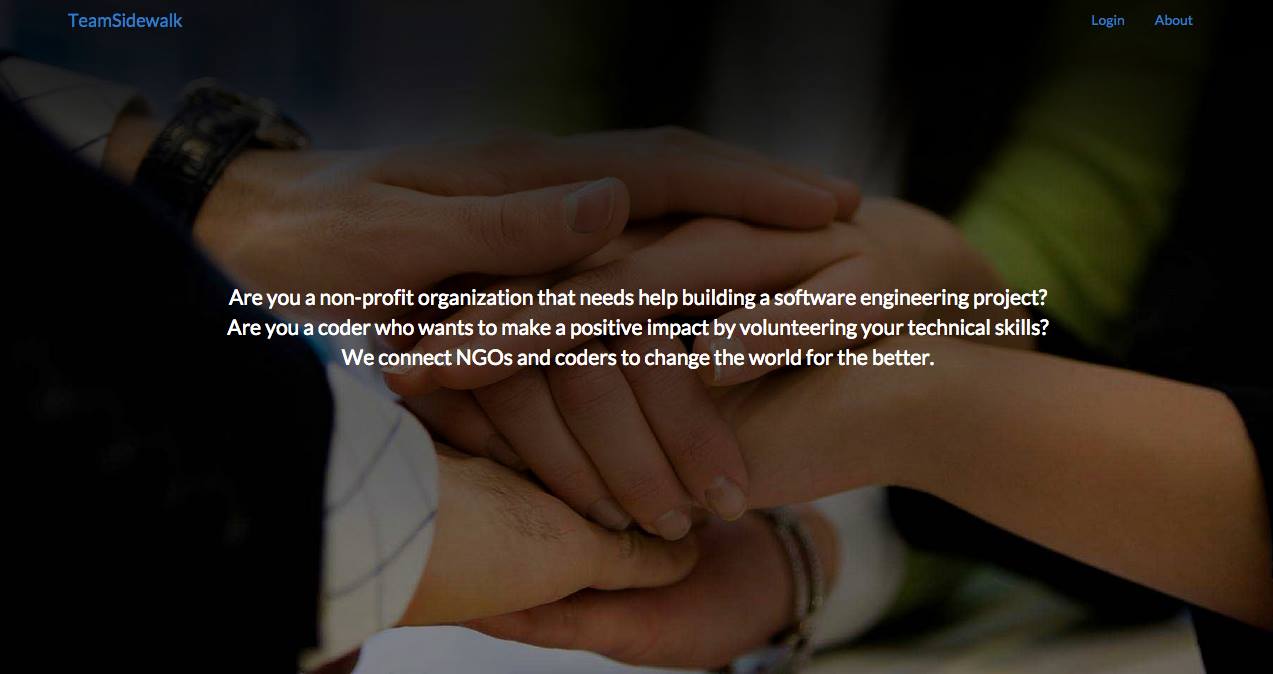 TeamSidewalk
Login
About
Are you a non-profit organization that needs help building a software engineering project?
Are you a coder who wants to make a positive impact by volunteering your technical skills?
We connect NGOs and coders to change the world for the better.